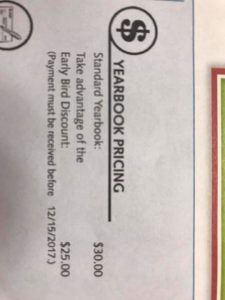 $ YEARBOOK PRICING
Standard Yearbook: $30.00
Take advantage of the
Early Bird Discount: $25.00
(Payment must be received before 12/15/2017.)